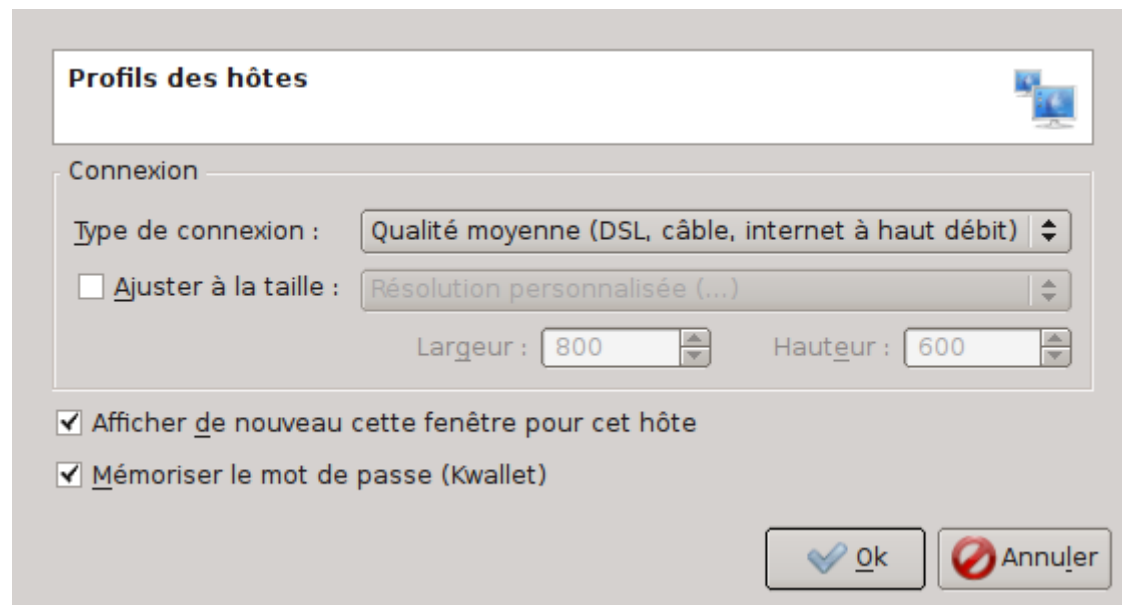 Profils des hôtes
Connexion
Type de connexion : Qualité moyenne (DSL, câble, internet à haut débit)
Ajuster à la taille : Résolution personnalisée (...)
Largeur : 800 Hauteur : 600
Afficher de nouveau cette fenêtre pour cet hôte
Mémoriser le mot de passe (Kwallet)
Ok Annuler